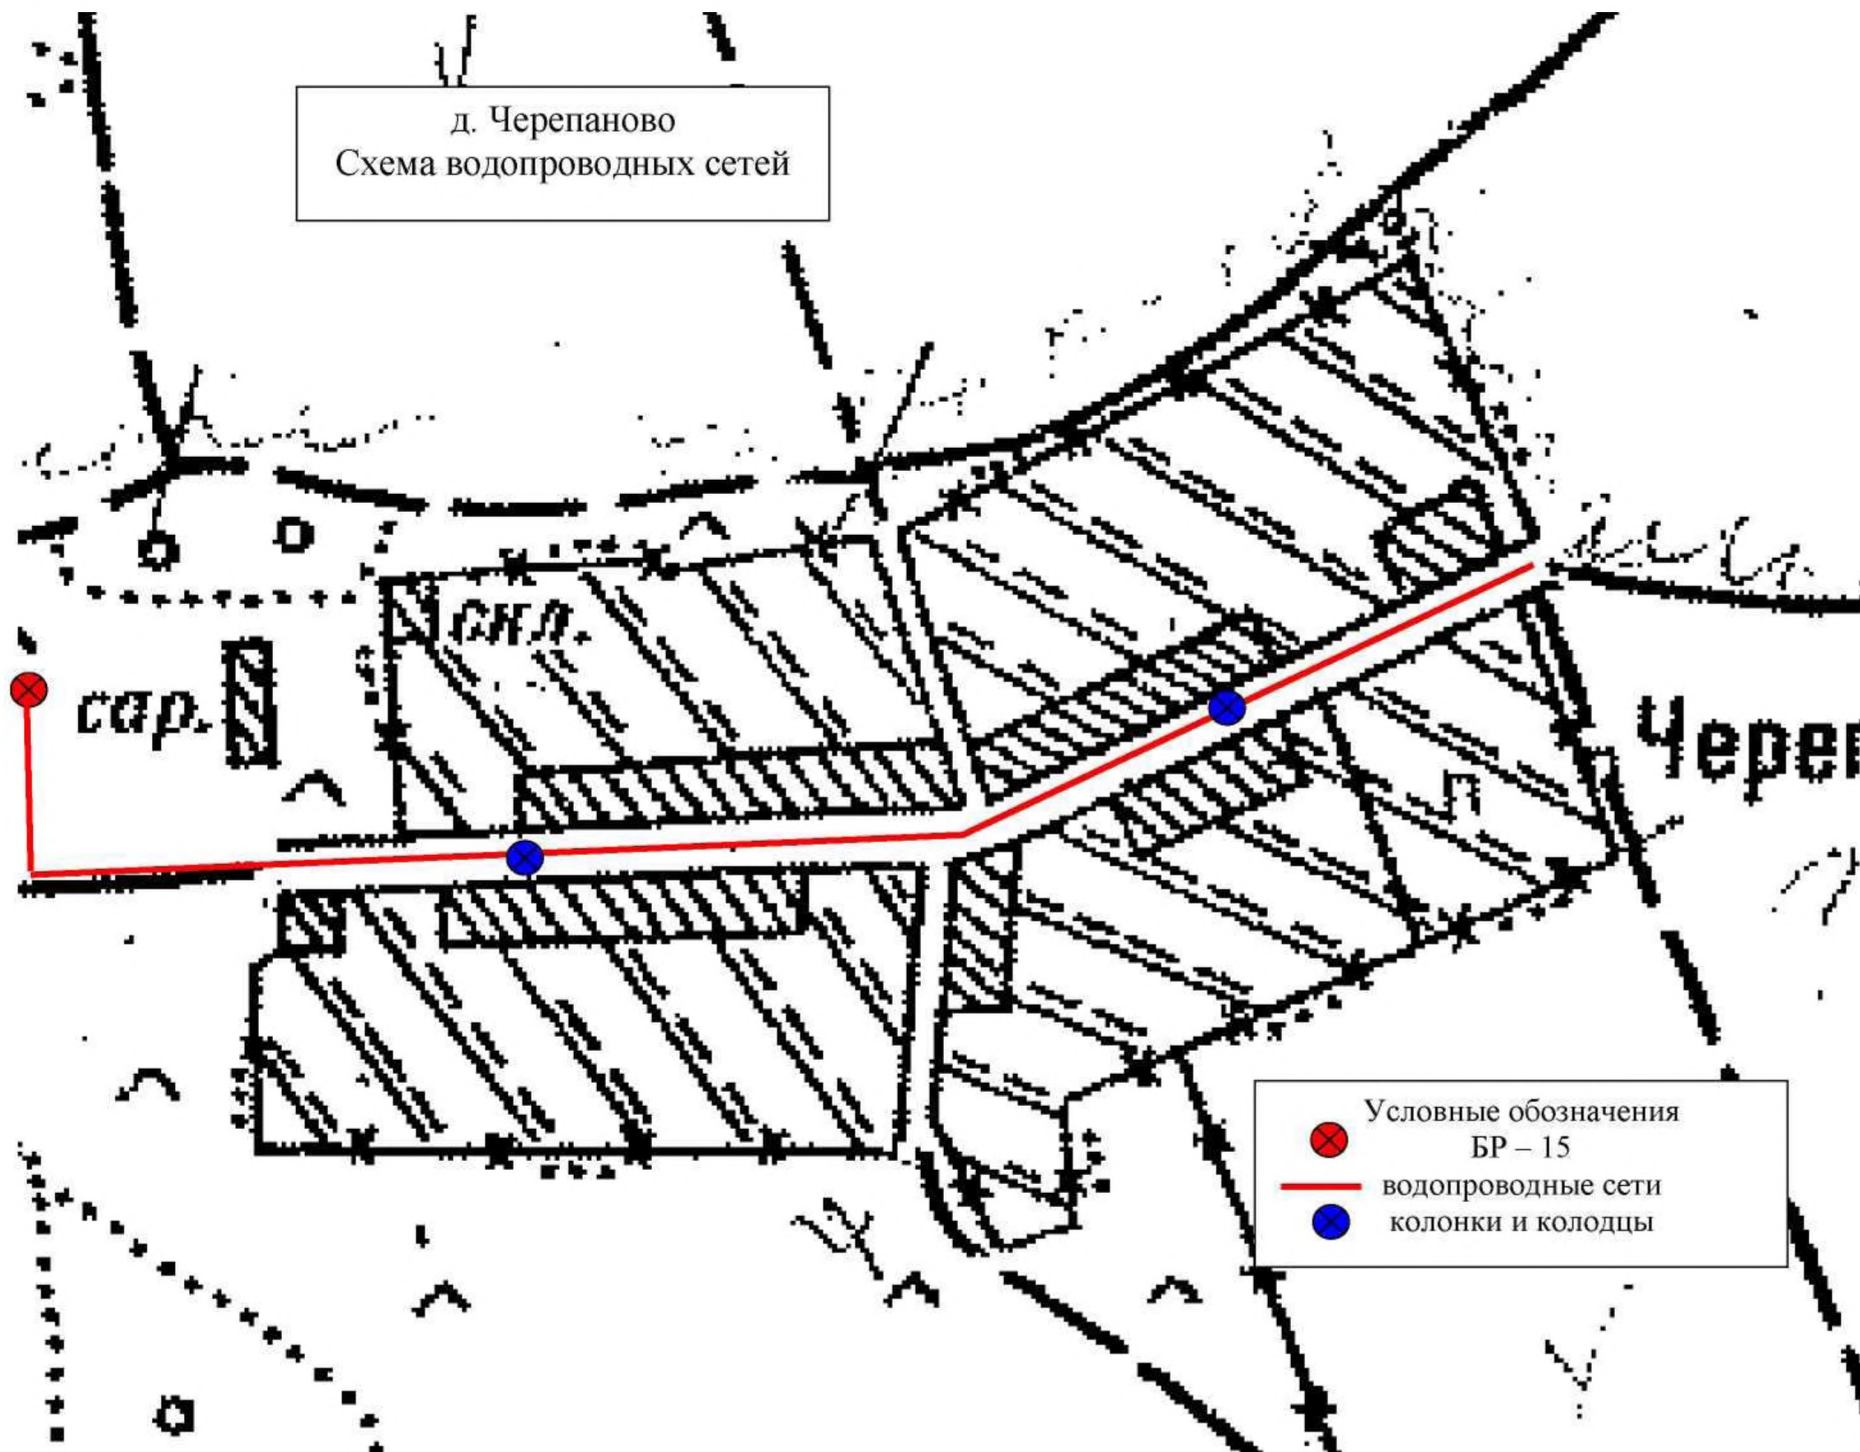 д. Черепаново
Схема водопроводных сетей
скл.
сар.
Череп
Условные обозначения
БР – 15
водопроводные сети
колонки и колодцы